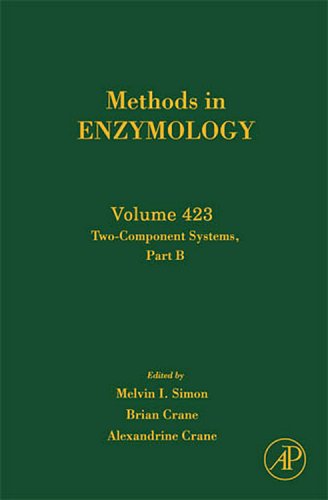 Methods in
ENZYMOLOGY
Volume 423
Two-Component Systems,
Part B
Edited by
Melvin I. Simon
Brian Crane
Alexandrine Crane
AP